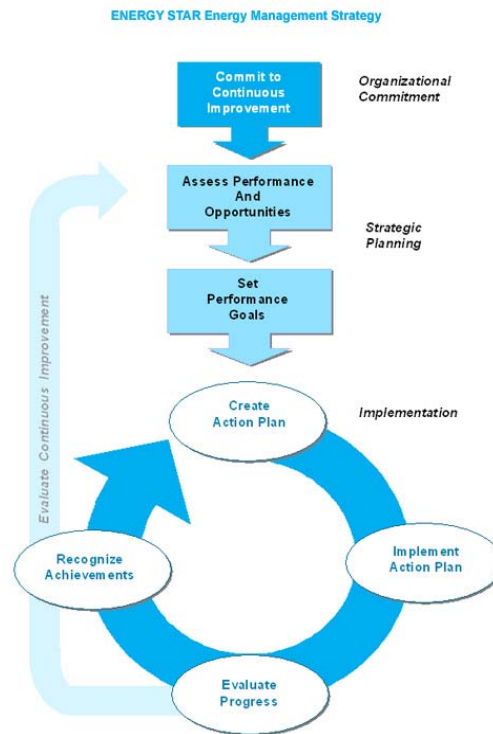 ENERGY STAR Energy Management Strategy
Commit to
Continuous
Improvement
Organizational
Commitment
Assess Performance
And
Opportunities
Strategic
Planning
Set
Performance
Goals
Evaluate Continuous Improvement
Create
Action Plan
Implementation
Recognize
Achievements
Implement
Action Plan
Evaluate
Progress